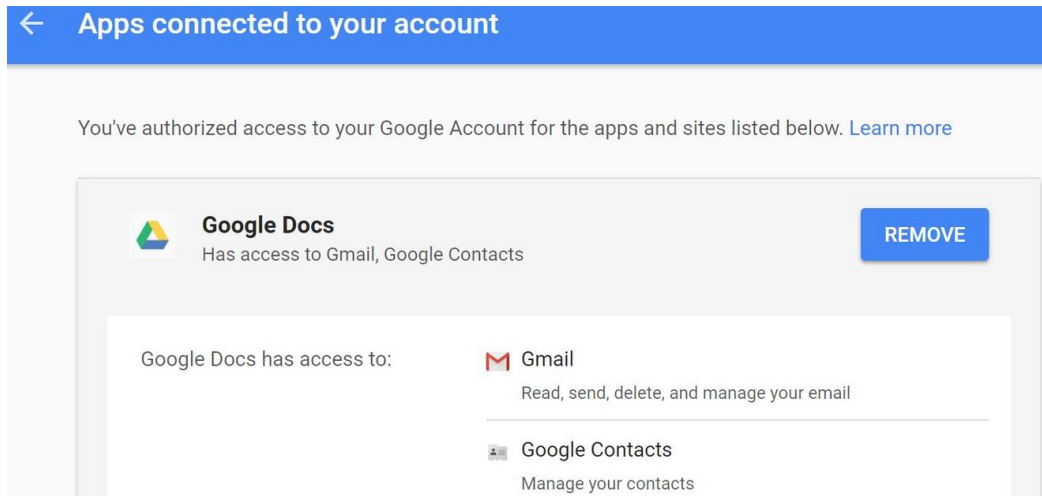 Apps connected to your account
You've authorized access to your Google Account for the apps and sites listed below. Learn more
Google Docs
Has access to Gmail, Google Contacts
REMOVE
Google Docs has access to:
Gmail
Read, send, delete, and manage your email
Google Contacts
Manage your contacts